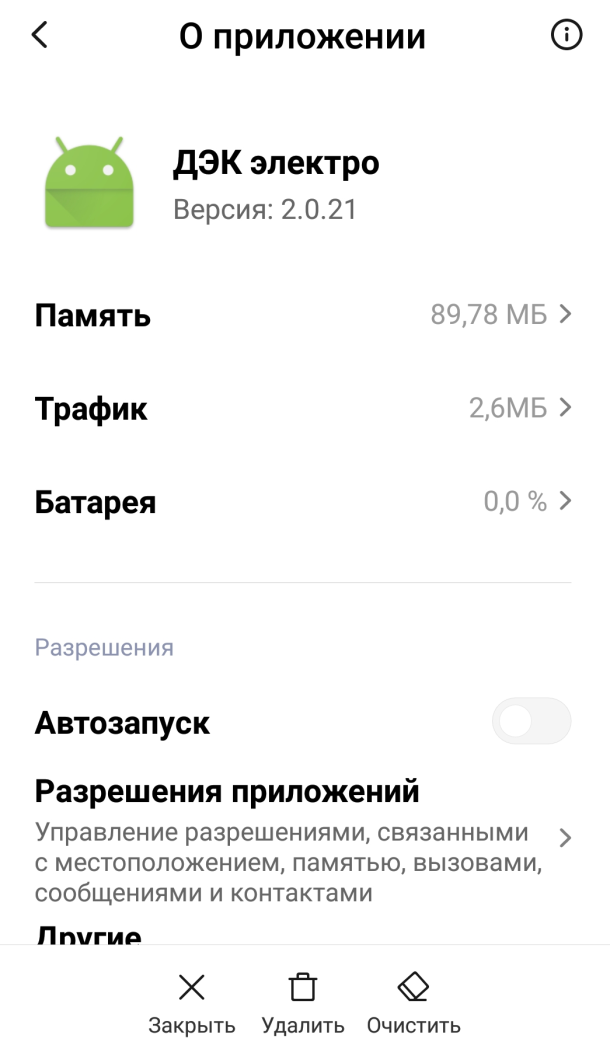 О приложении
ДЭК электро
Версия: 2.0.21
Память 89,78 МБ
Трафик 2,6МБ
Батарея 0,0 %
Разрешения
Автозапуск
Разрешения приложений
Управление разрешениями, связанными
с местоположением, памятью, вызовами,
сообщениями и контактами
Другие
Закрыть Удалить Очистить